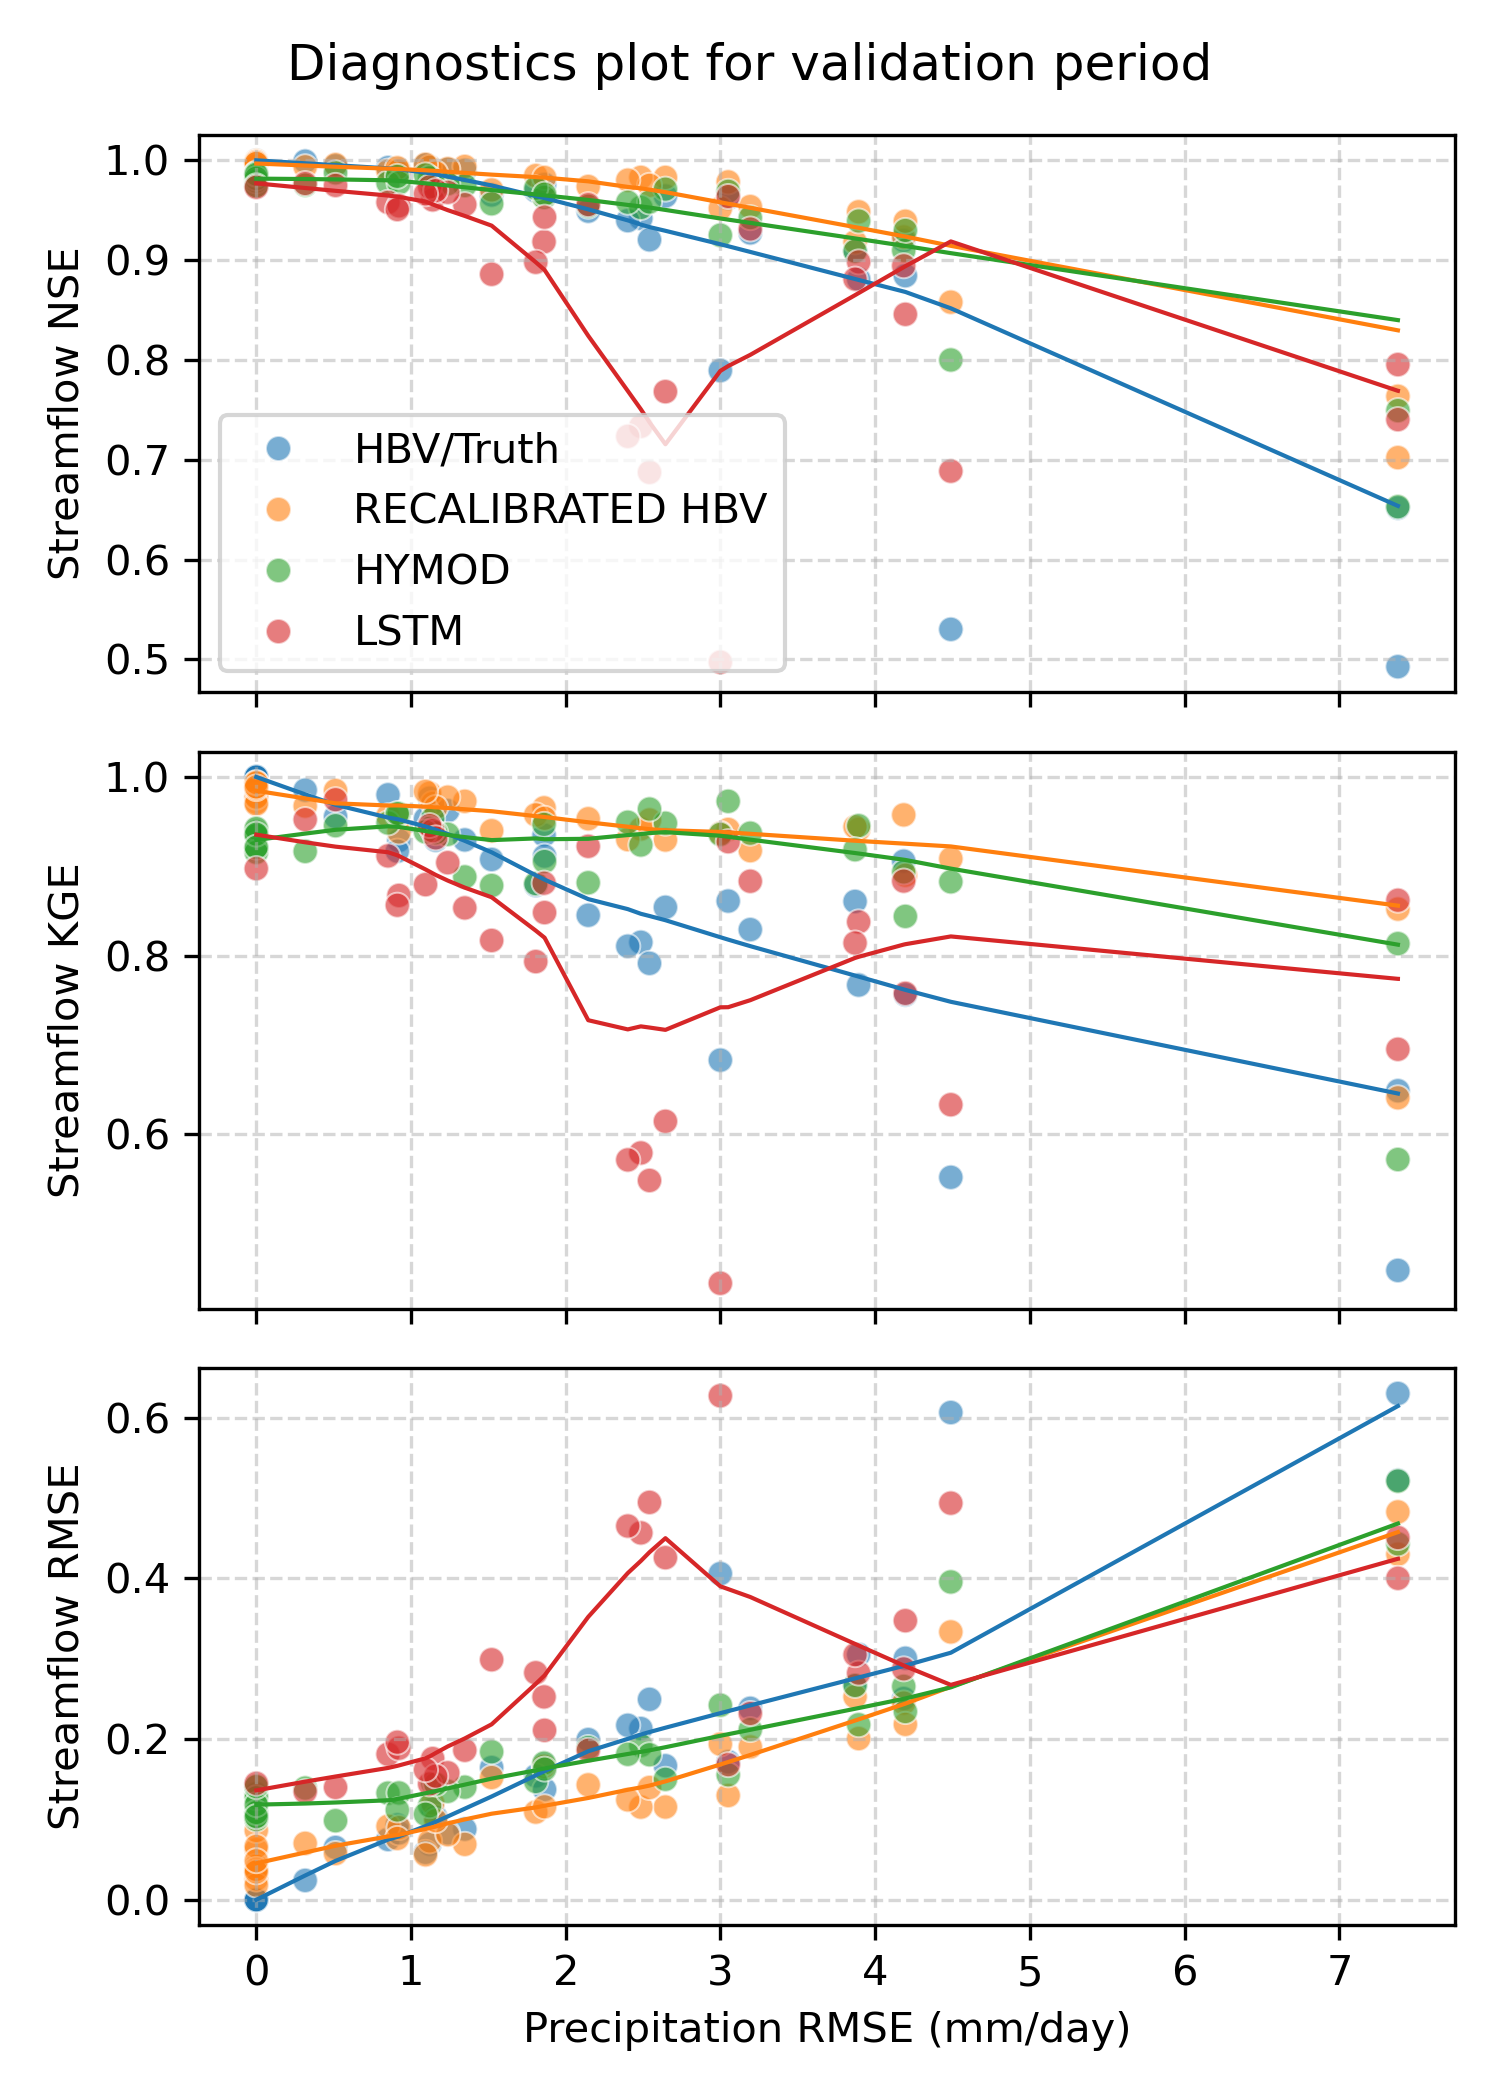 Diagnostics plot for validation period
1.0
0.9
0.8
0.7
0.6
0.5
Streamflow NSE
HBV/Truth
RECALIBRATED HBV
HYMOD
LSTM
1.0
0.8
0.6
Streamflow KGE
0.6
0.4
0.2
0.0
Streamflow RMSE
0 1 2 3 4 5 6 7
Precipitation RMSE (mm/day)